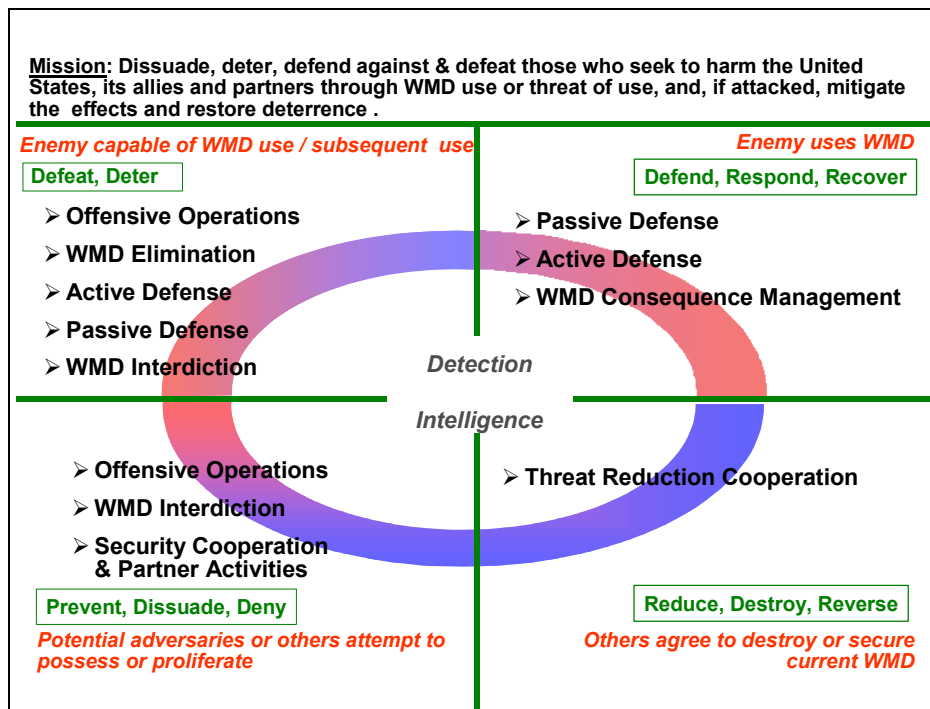 Mission: Dissuade, deter, defend against & defeat those who seek to harm the United
States, its allies and partners through WMD use or threat of use, and, if attacked, mitigate
the effects and restore deterrence .
Enemy capable of WMD use / subsequent use
Defeat, Deter
➢ Offensive Operations
➢ WMD Elimination
➢ Active Defense
➢ Passive Defense
➢ WMD Interdiction
Enemy uses WMD
Defend, Respond, Recover
➢ Passive Defense
➢ Active Defense
➢ WMD Consequence Management
Detection
Intelligence
➢ Offensive Operations
➢ WMD Interdiction
➢ Security Cooperation
& Partner Activities
Prevent, Dissuade, Deny
Potential adversaries or others attempt to
possess or proliferate
➢ Threat Reduction Cooperation
Reduce, Destroy, Reverse
Others agree to destroy or secure
current WMD